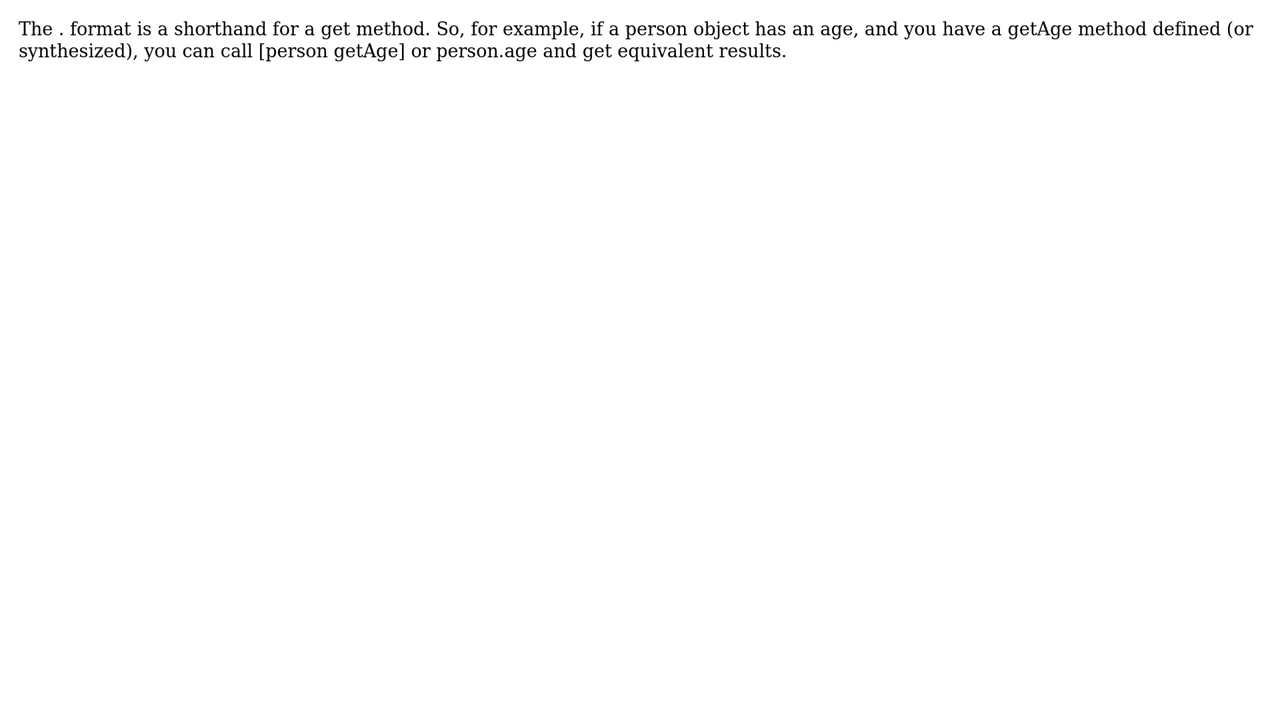 The . format is a shorthand for a get method. So, for example, if a person object has an age, and you have a getAge method defined (or
synthesized), you can call [person getAge] or person.age and get equivalent results.